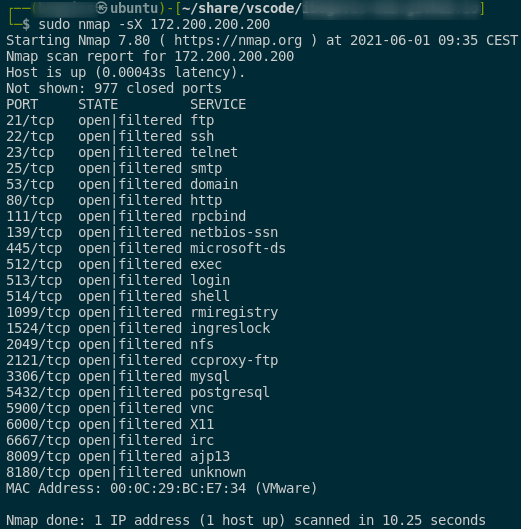 ┌──(㉿ubuntu)-[~/share/vscode/]
└─$ sudo nmap -sX 172.200.200.200
Starting Nmap 7.80 ( https://nmap.org ) at 2021-06-01 09:35 CEST
Nmap scan report for 172.200.200.200
Host is up (0.00043s latency).
Not shown: 977 closed ports
PORT     STATE         SERVICE
21/tcp   open|filtered ftp
22/tcp   open|filtered ssh
23/tcp   open|filtered telnet
25/tcp   open|filtered smtp
53/tcp   open|filtered domain
80/tcp   open|filtered http
111/tcp  open|filtered rpcbind
139/tcp  open|filtered netbios-ssn
445/tcp  open|filtered microsoft-ds
512/tcp  open|filtered exec
513/tcp  open|filtered login
514/tcp  open|filtered shell
1099/tcp open|filtered rmiregistry
1524/tcp open|filtered ingreslock
2049/tcp open|filtered nfs
2121/tcp open|filtered ccproxy-ftp
3306/tcp open|filtered mysql
5432/tcp open|filtered postgresql
5900/tcp open|filtered vnc
6000/tcp open|filtered X11
6667/tcp open|filtered irc
8009/tcp open|filtered ajp13
8180/tcp open|filtered unknown
MAC Address: 00:0C:29:BC:E7:34 (VMware)
Nmap done: 1 IP address (1 host up) scanned in 10.25 seconds